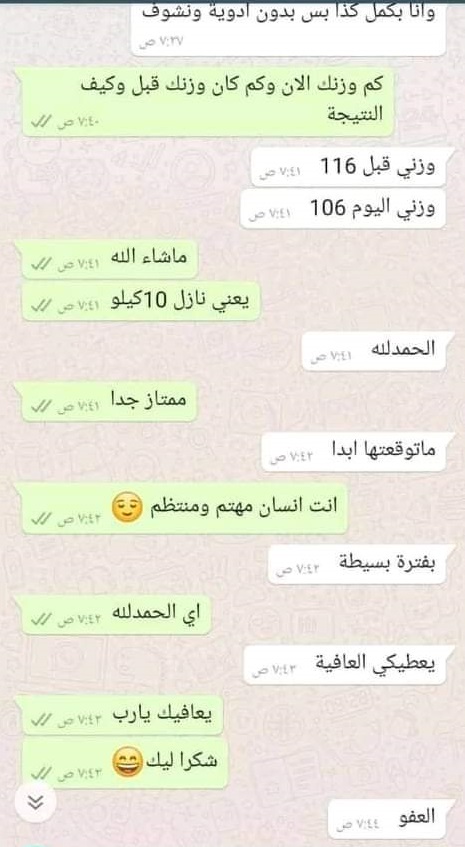 وانا بكمل كذا بس بدون ادوية ونشوف
٧:٣٧ ص
كم وزنك الان وكم كان وزنك قبل وكيف
النتيجة
٧:٤٠ ص
وزني قبل 116
٧:٤١ ص
وزني اليوم 106
٧:٤١ ص
ماشاء الله
٧:٤١ ص
يعني نازل 10كيلو
٧:٤١ ص
الحمدلله
٧:٤١ ص
ممتاز جدا
٧:٤١ ص
ماتوقعتها ابدا
٧:٤٢ ص
انت انسان مهتم ومنتظم 😌
٧:٤٢ ص
بفترة بسيطة
٧:٤٢ ص
اي الحمدلله
٧:٤٢ ص
يعطيكي العافية
٧:٤٣ ص
يعافيك يارب
٧:٤٣ ص
شكرا ليك😄
٧:٤٣ ص
العفو
٧:٤٤ ص